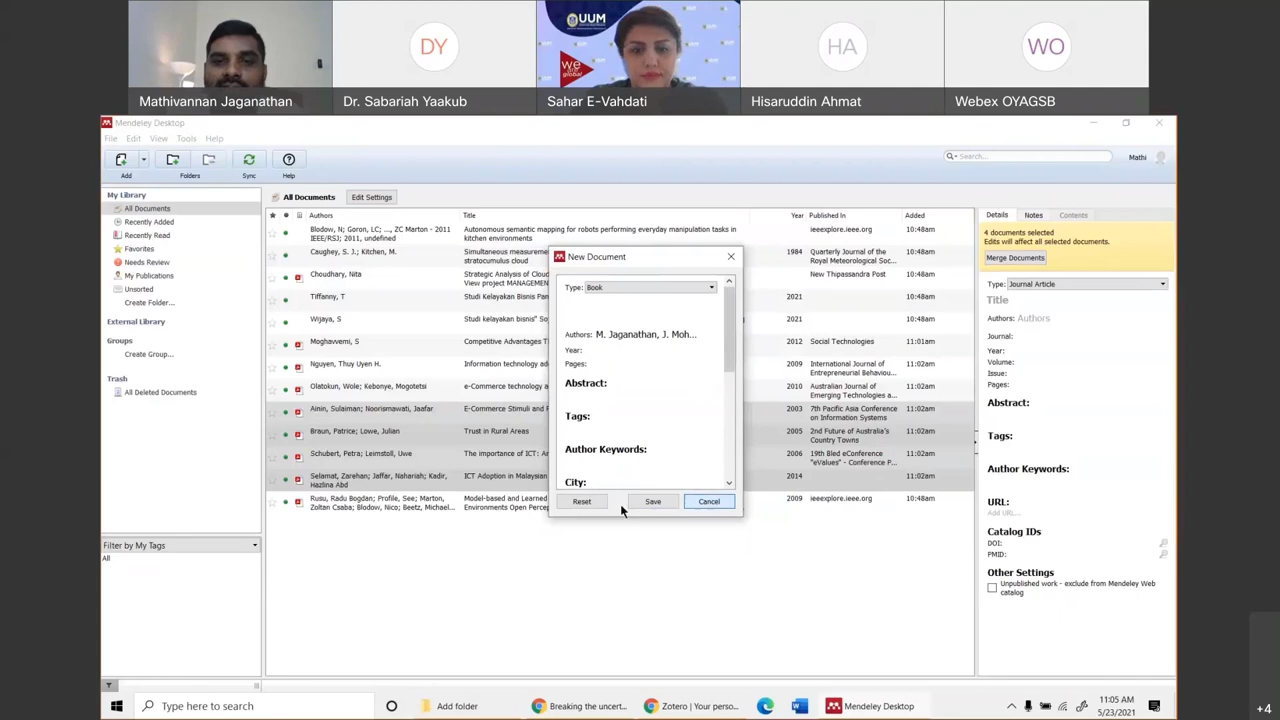 UUM
we are global
DY
HA
WO
Mathivannan Jaganathan
Dr. Sabariah Yaakub
Sahar E-Vahdati
Hisaruddin Ahmat
Webex OYAGSB
Mendeley Desktop
File Edit View Tools Help
Add
Folders
Sync
Help
Search...
Mathi
My Library
All Documents
Recently Added
Recently Read
Favorites
Needs Review
My Publications
Unsorted
Create Folder...
External Library
Groups
Create Group...
Trash
All Deleted Documents
Filter by My Tags
All
All Documents
Edit Settings
Authors Title Year Published In Added
Blodow, N; Goron, LC; ..., ZC Marton - 2011 Autonomous semantic mapping for robots performing everyday manipulation tasks in ieeexplore.ieee.org 10:48am
IEEE/RSJ; 2011, undefined kitchen environments
Caughey, S. J.; Kitchen, M. Simultaneous measureme 1984 Quarterly Journal of the 10:48am
stratocumulus cloud Royal Meteorological Soc...
Choudhary, Nita Strategic Analysis of Clou New Thipassandra Post 10:48am
View project MANAGEMEN
Tiffanny, T Studi Kelayakan Bisnis Pan 2021 10:48am
Wijaya, S Studi kelayakan bisnis" So 2021 10:48am
Moghavvemi, S Competitive Advantages T 2012 Social Technologies 11:02am
Nguyen, Thuy Uyen H. Information technology ad 2009 International Journal of 11:02am
Entrepreneurial Behaviour...
Olatokun, Wole; Kebonye, Mogotetsi e-Commerce technology a 2010 Australian Journal of 11:02am
Emerging Technologies a...
Ainin, Sulaiman; Noorismawati, Jaafar E-Commerce Stimuli and P 2003 7th Pacific Asia Conference 11:02am
on Information Systems
Braun, Patrice; Lowe, Julian Trust in Rural Areas 2005 2nd Future of Australia's 11:02am
Country Towns
Schubert, Petra; Leimstoll, Uwe The importance of ICT: An 2006 19th Bled eConference 11:02am
"eValues" - Conference P...
Selamat, Zarehan; Jaffar, Nahariah; Kadir, ICT Adoption in Malaysian 2014 11:02am
Hazlina Abd
Rusu, Radu Bogdan; Profile, See; Marton, Model-based and Learned 2009 ieeexplore.ieee.org 10:48am
Zoltan Csaba; Blodow, Nico; Beetz, Michael... Environments Open Percep
New Document
Type: Book
Authors: M. Jaganathan, J. Moh...
Year:
Pages:
Abstract:
Tags:
Author Keywords:
City:
Reset Save Cancel
Details Notes Contents
4 documents selected
Edits will affect all selected documents.
Merge Documents
Type: Journal Article
Title
Authors: Authors
Journal:
Year:
Volume:
Issue:
Pages:
Abstract:
Tags:
Author Keywords:
URL:
Add URL...
Catalog IDs
DOI:
PMID:
Other Settings
Unpublished work - exclude from Mendeley Web
catalog
Type here to search
Add folder
Breaking the uncert...
Zotero | Your perso...
Mendeley Desktop
11:05 AM
5/23/2021
+4